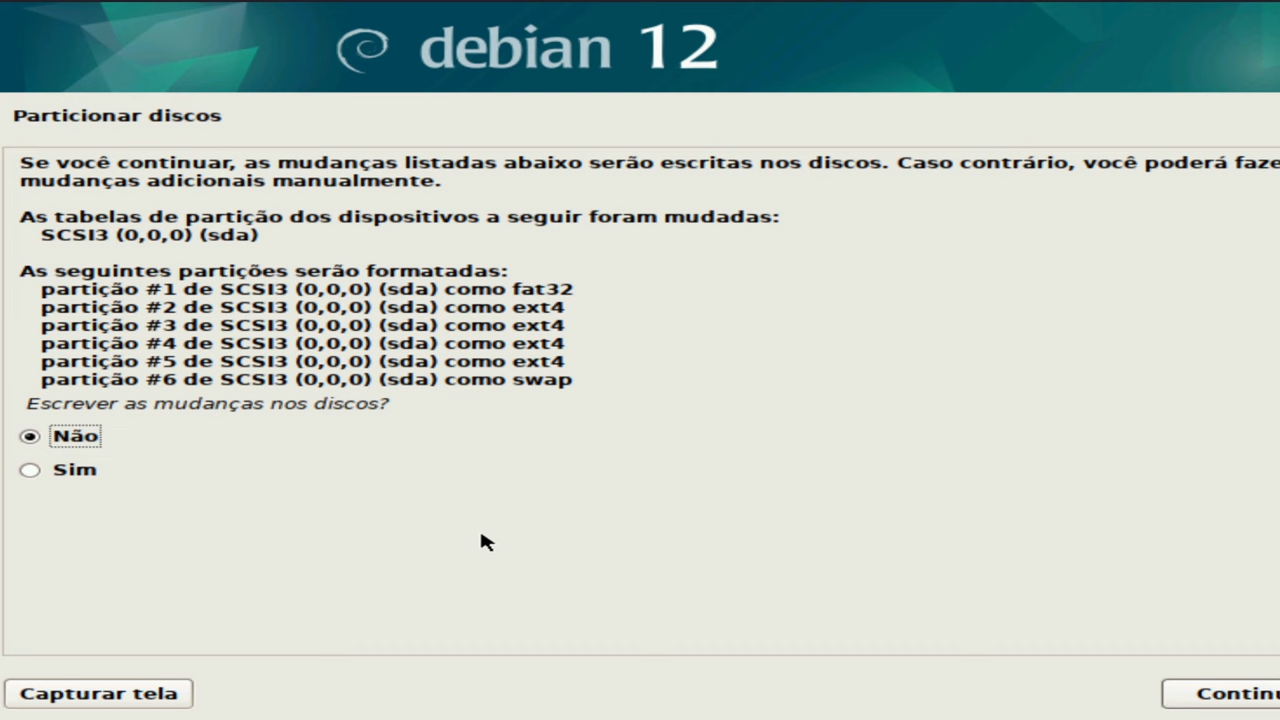 debian 12
Particionar discos
Se você continuar, as mudanças listadas abaixo serão escritas nos discos. Caso contrário, você poderá faze
mudanças adicionais manualmente.
As tabelas de partição dos dispositivos a seguir foram mudadas:
SCSI3 (0,0,0) (sda)
As seguintes partições serão formatadas:
partição #1 de SCSI3 (0,0,0) (sda) como fat32
partição #2 de SCSI3 (0,0,0) (sda) como ext4
partição #3 de SCSI3 (0,0,0) (sda) como ext4
partição #4 de SCSI3 (0,0,0) (sda) como ext4
partição #5 de SCSI3 (0,0,0) (sda) como ext4
partição #6 de SCSI3 (0,0,0) (sda) como swap
Escrever as mudanças nos discos?
Não
Sim
Capturar tela
Continu